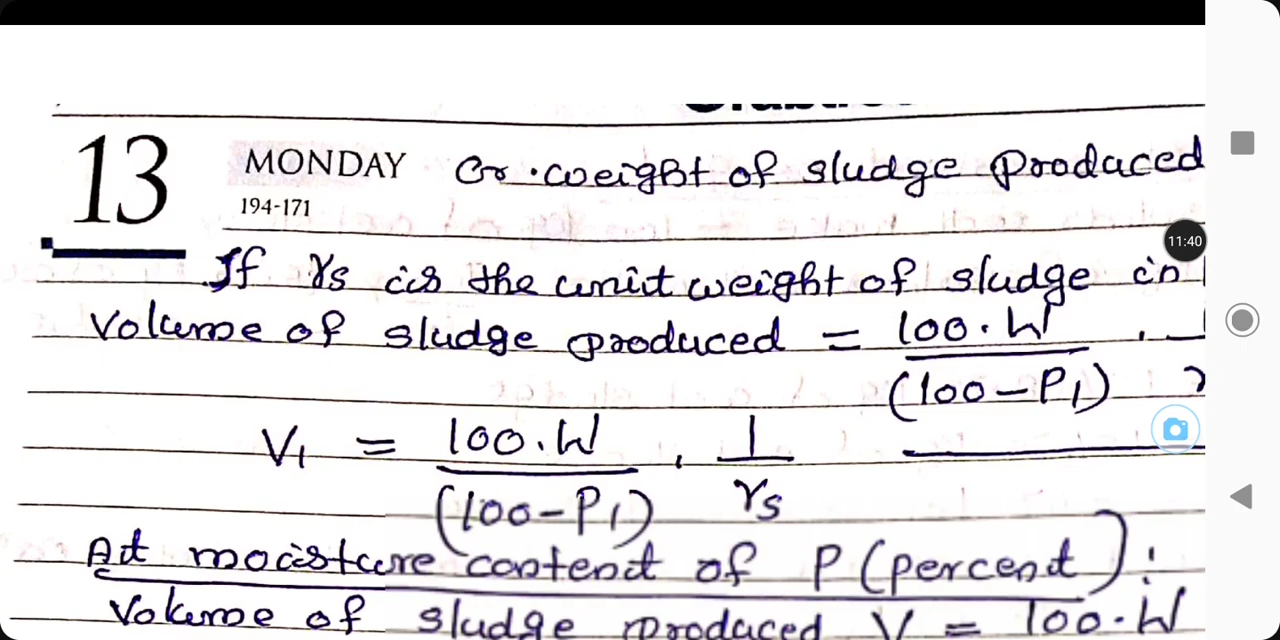 13
MONDAY Or weight of sludge produced
194-171
11:40
If γs is the unit weight of sludge in
Volume of sludge produced = 100.W
(100-P1)
V1 = 100.W . 1
(100-P1) γs
At moisture content of P (percent):
Volume of sludge produced V = 100.W